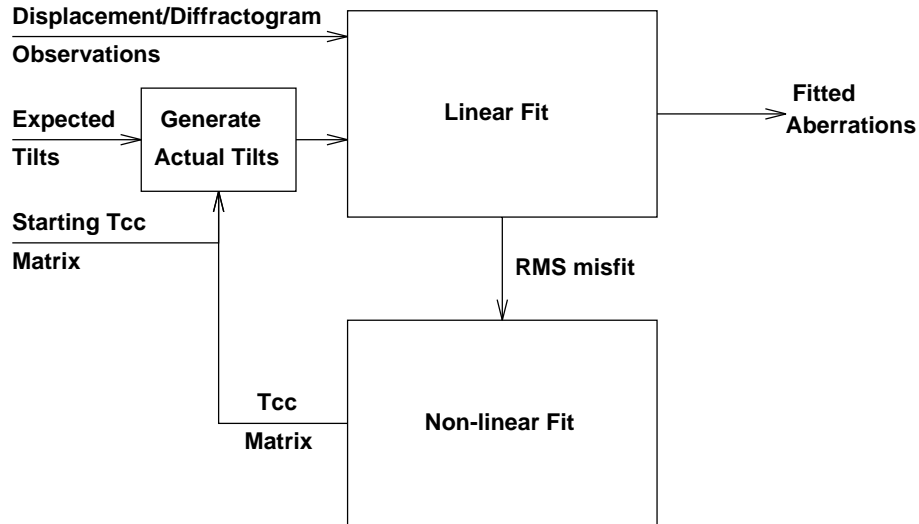 Displacement/Diffractogram
Observations
Expected
Tilts
Generate
Actual Tilts
Linear Fit
Fitted
Aberrations
Starting Tcc
Matrix
RMS misfit
Tcc
Matrix
Non-linear Fit